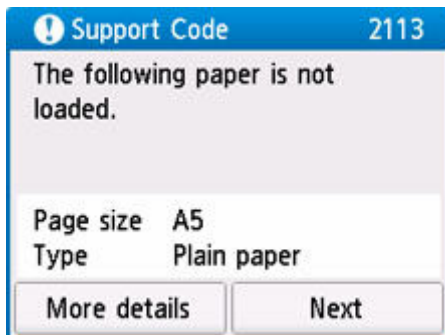 Support Code 2113
The following paper is not
loaded.
Page size A5
Type Plain paper
More details Next